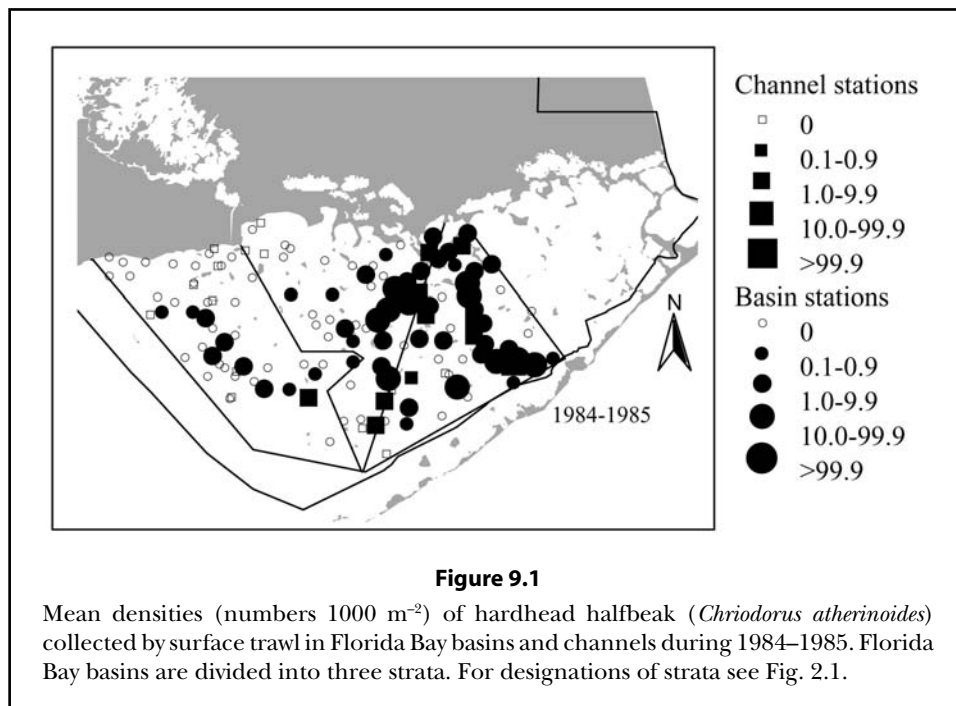 Channel stations
0
0.1-0.9
1.0-9.9
10.0-99.9
>99.9
Basin stations
0
0.1-0.9
1.0-9.9
10.0-99.9
>99.9
N
1984-1985
Figure 9.1
Mean densities (numbers 1000 m⁻²) of hardhead halfbeak (Chriodorus atherinoides)
collected by surface trawl in Florida Bay basins and channels during 1984–1985. Florida
Bay basins are divided into three strata. For designations of strata see Fig. 2.1.